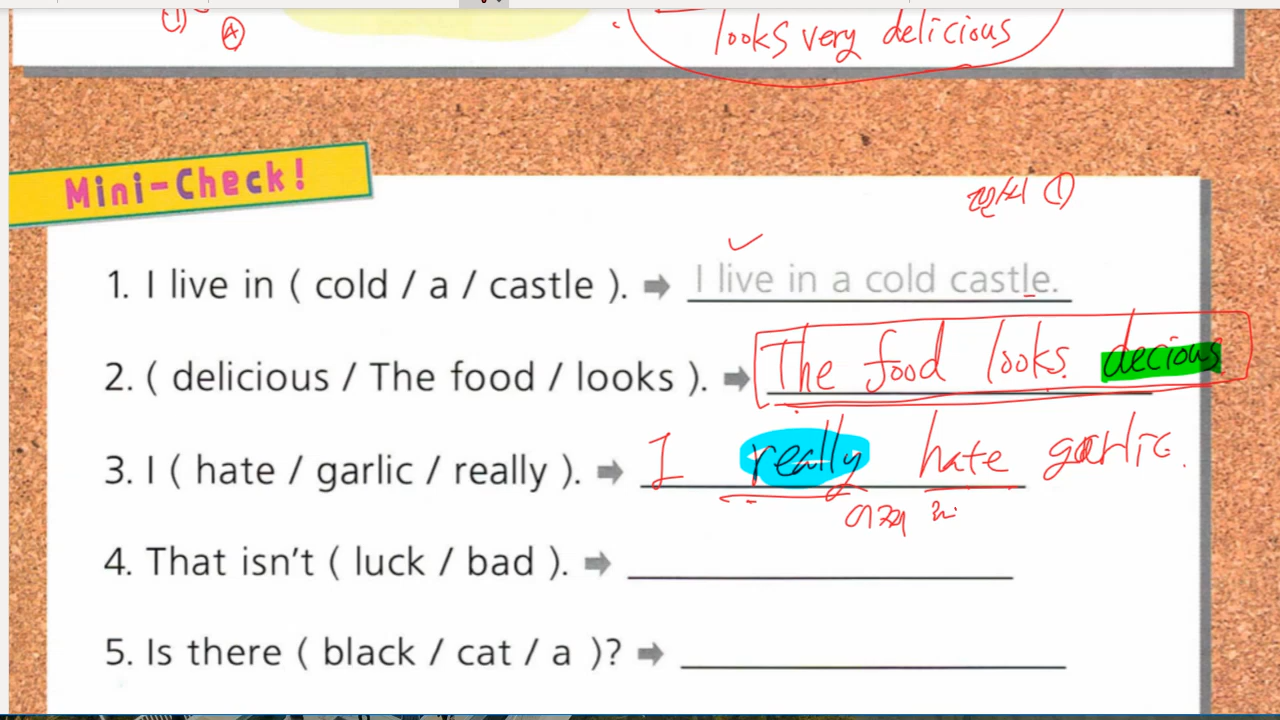 looks very delicious
Mini-Check!
1. I live in ( cold / a / castle ). ➡ I live in a cold castle.
2. ( delicious / The food / looks ). ➡ The food looks decious
3. I ( hate / garlic / really ). ➡ I really hate garlic.
4. That isn't ( luck / bad ). ➡
5. Is there ( black / cat / a )? ➡